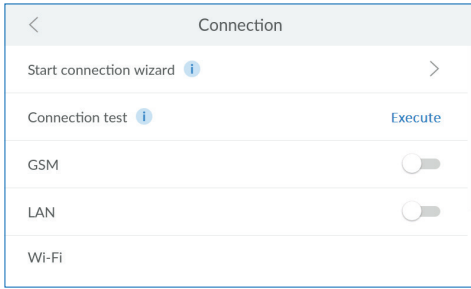 Connection
Start connection wizard i
Connection test i Execute
GSM
LAN
Wi-Fi